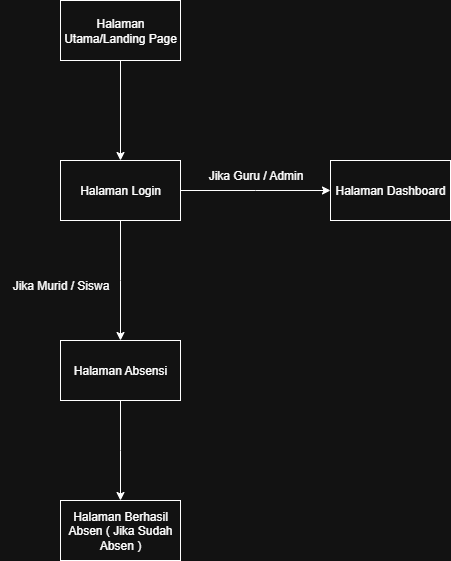 Halaman
Utama/Landing Page
Jika Guru / Admin
Halaman Login
Halaman Dashboard
Jika Murid / Siswa
Halaman Absensi
Halaman Berhasil
Absen ( Jika Sudah
Absen )